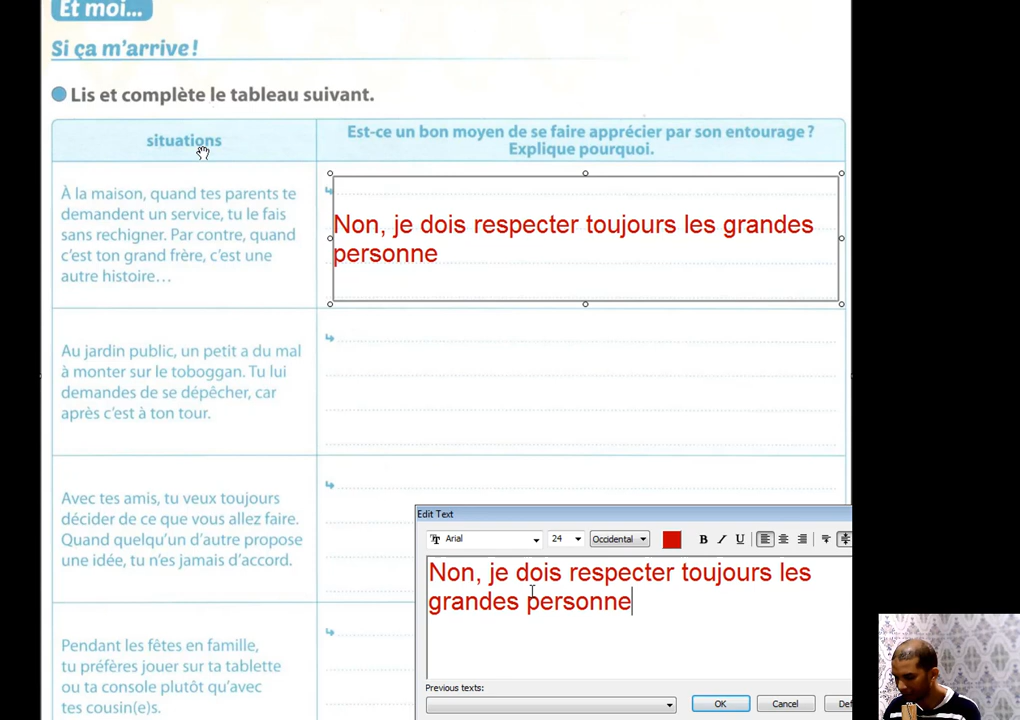 Et moi...
Si ça m'arrive !
Lis et complète le tableau suivant.
situations
Est-ce un bon moyen de se faire apprécier par son entourage ?
Explique pourquoi.
À la maison, quand tes parents te
demandent un service, tu le fais
sans rechigner. Par contre, quand
c'est ton grand frère, c'est une
autre histoire...
Non, je dois respecter toujours les grandes
personne
Au jardin public, un petit a du mal
à monter sur le toboggan. Tu lui
demandes de se dépêcher, car
après c'est à ton tour.
Avec tes amis, tu veux toujours
décider de ce que vous allez faire.
Quand quelqu'un d'autre propose
une idée, tu n'es jamais d'accord.
Pendant les fêtes en famille,
tu préfères jouer sur ta tablette
ou ta console plutôt qu'avec
tes cousin(e)s.
Edit Text
Arial
24
Occidental
B I U
Non, je dois respecter toujours les
grandes personne
Previous texts:
OK
Cancel
Def